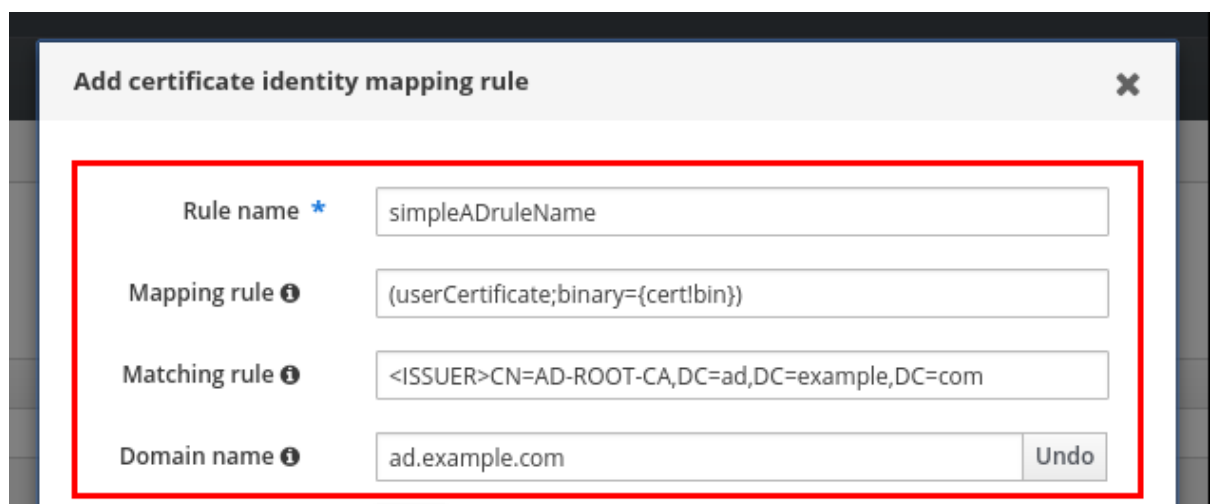 Add certificate identity mapping rule ✖
Rule name * simpleADruleName
Mapping rule (userCertificate;binary={cert!bin})
Matching rule <ISSUER>CN=AD-ROOT-CA,DC=ad,DC=example,DC=com
Domain name ad.example.com Undo